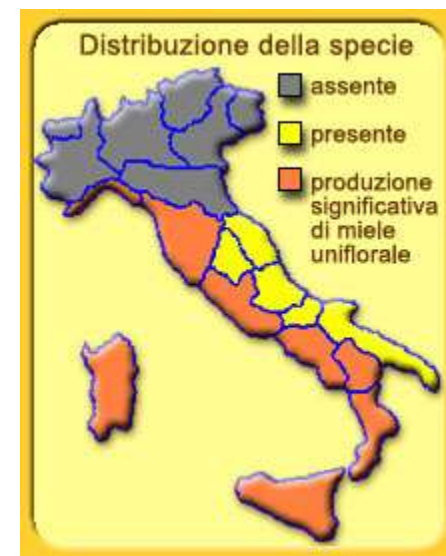 Distribuzione della specie
assente
presente
produzione
significativa
di miele
uniflorale